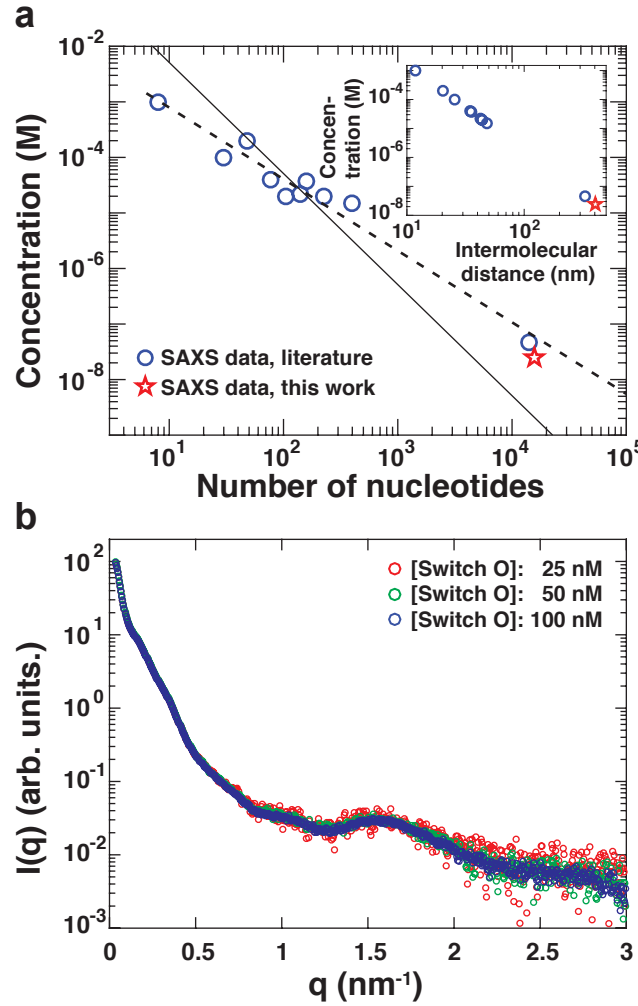 a
Concentration (M)
10⁻²
10⁻⁴
10⁻⁶
10⁻⁸
10¹
10²
10³
10⁴
10⁵
Number of nucleotides
SAXS data, literature
SAXS data, this work
Concen-
tration (M)
10⁻⁴
10⁻⁶
10⁻⁸
10¹
10²
Intermolecular
distance (nm)
b
I(q) (arb. units.)
10²
10¹
10⁰
10⁻¹
10⁻²
10⁻³
[Switch O]: 25 nM
[Switch O]: 50 nM
[Switch O]: 100 nM
0
0.5
1
1.5
2
2.5
3
q (nm⁻¹)